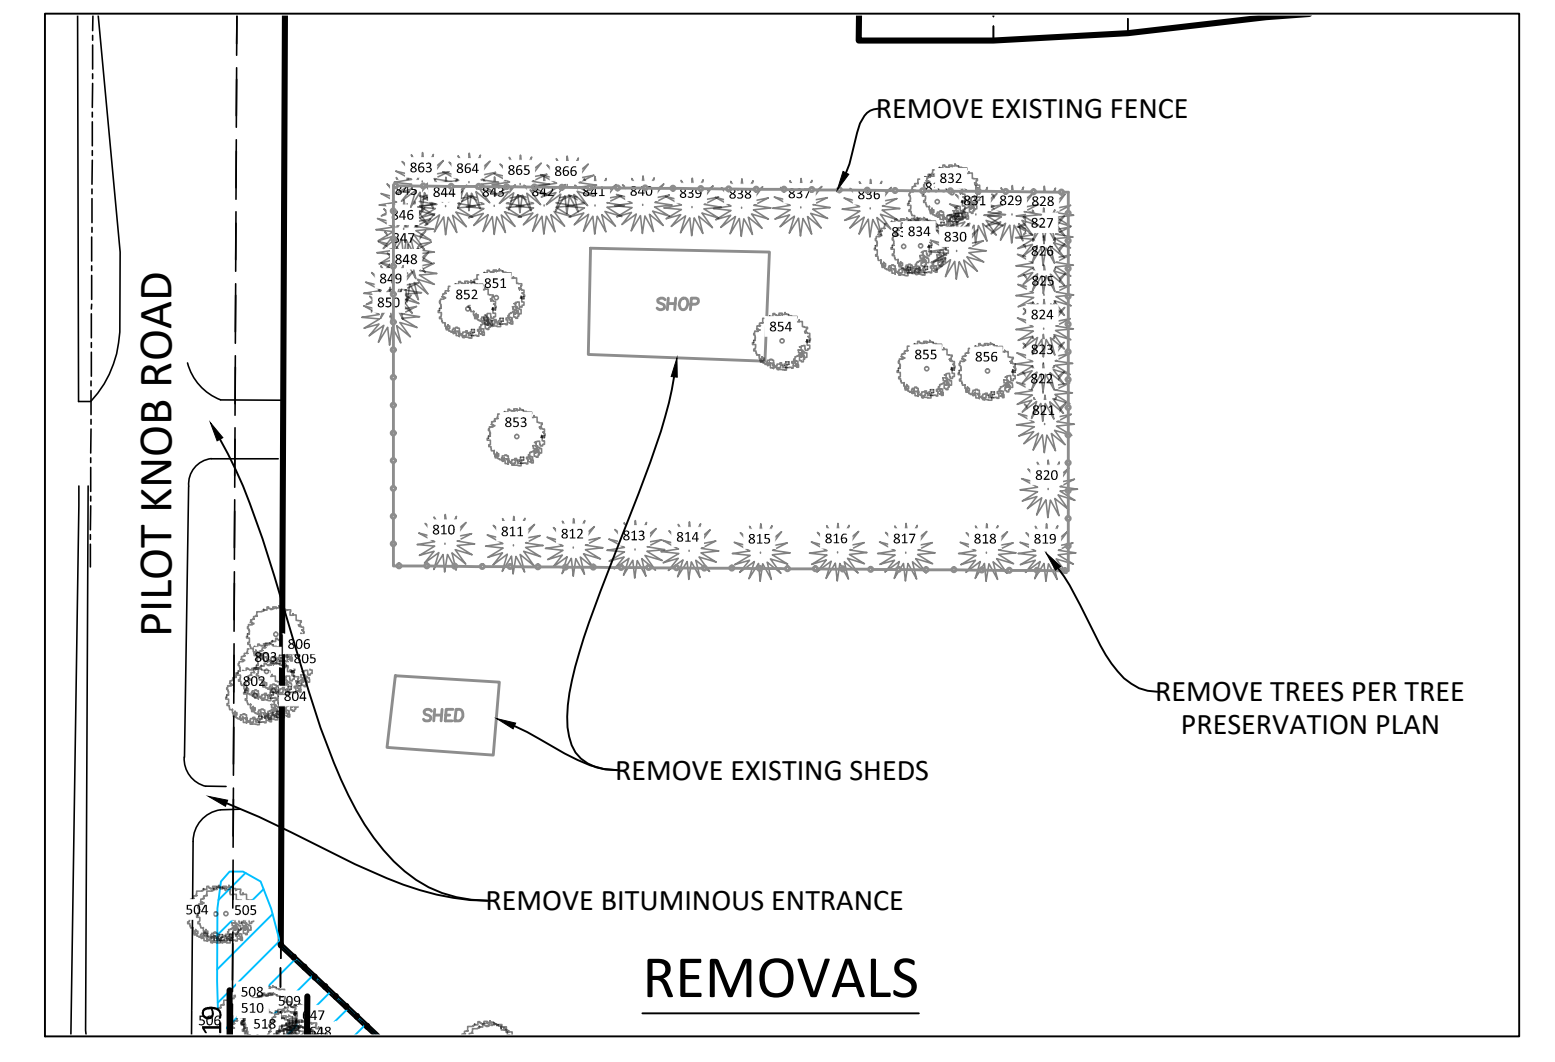 REMOVE EXISTING FENCE
863 864 865 866
832
845 844 843 842 841 840 839 838 837 836
831 829 828
846
827
847
834 830
848
826
849
825
850
852 851
SHOP
824
854
823
855 856
822
821
853
820
810 811 812 813 814 815 816 817 818 819
PILOT KNOB ROAD
806
803 805
802
804
SHED
REMOVE TREES PER TREE
PRESERVATION PLAN
REMOVE EXISTING SHEDS
REMOVE BITUMINOUS ENTRANCE
504 505
REMOVALS
508
509
510
506 518
19